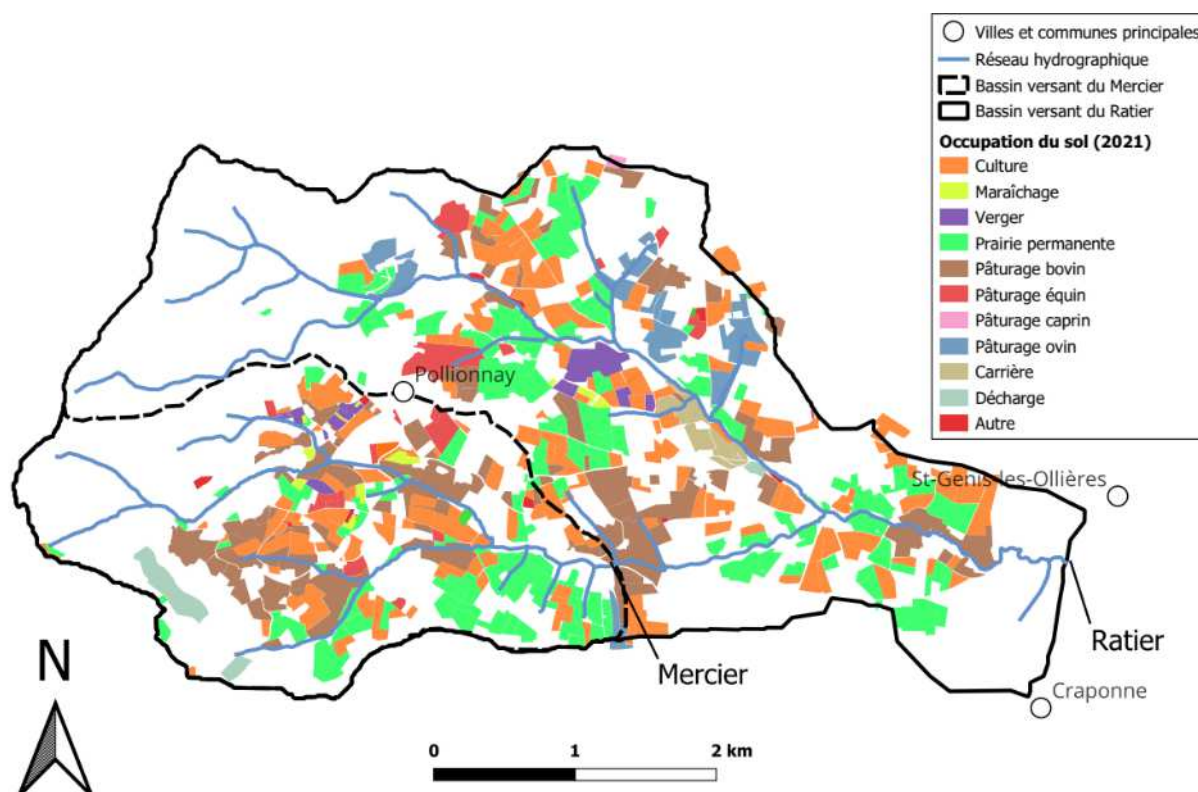 Villes et communes principales
Réseau hydrographique
Bassin versant du Mercier
Bassin versant du Ratier
Occupation du sol (2021)
Culture
Maraîchage
Verger
Prairie permanente
Pâturage bovin
Pâturage équin
Pâturage caprin
Pâturage ovin
Carrière
Décharge
Autre
Pollionnay
St-Genis-les-Ollières
Ratier
Mercier
Craponne
N
0 1 2 km